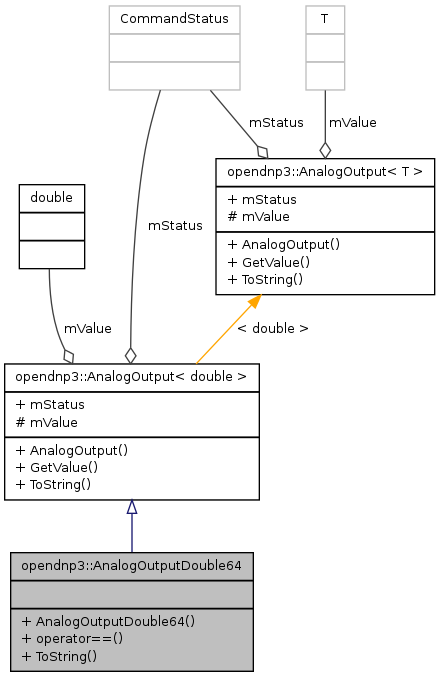 CommandStatus
T
mStatus
mValue
opendnp3::AnalogOutput< T >
+ mStatus
# mValue
+ AnalogOutput()
+ GetValue()
+ ToString()
double
mStatus
mValue
< double >
opendnp3::AnalogOutput< double >
+ mStatus
# mValue
+ AnalogOutput()
+ GetValue()
+ ToString()
opendnp3::AnalogOutputDouble64
+ AnalogOutputDouble64()
+ operator==()
+ ToString()